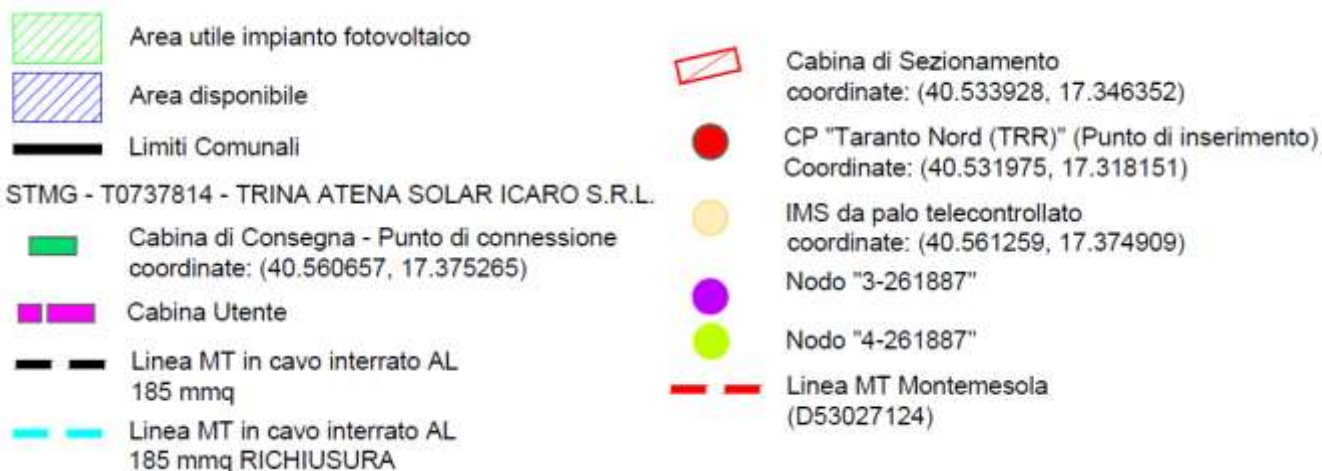 Area utile impianto fotovoltaico
Area disponibile
Limiti Comunali
STMG - T0737814 - TRINA ATENA SOLAR ICARO S.R.L.
Cabina di Consegna - Punto di connessione
coordinate: (40.560657, 17.375265)
Cabina Utente
Linea MT in cavo interrato AL
185 mmq
Linea MT in cavo interrato AL
185 mmq RICHIUSURA
Cabina di Sezionamento
coordinate: (40.533928, 17.346352)
CP "Taranto Nord (TRR)" (Punto di inserimento)
Coordinate: (40.531975, 17.318151)
IMS da palo telecontrollato
coordinate: (40.561259, 17.374909)
Nodo "3-261887"
Nodo "4-261887"
Linea MT Montemesola
(D53027124)